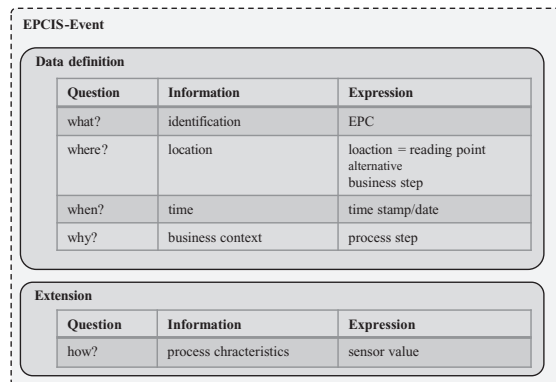 EPCIS-Event
Data definition
Question Information Expression
what? identification EPC
where? location loaction = reading point
alternative
business step
when? time time stamp/date
why? business context process step
Extension
Question Information Expression
how? process chracteristics sensor value